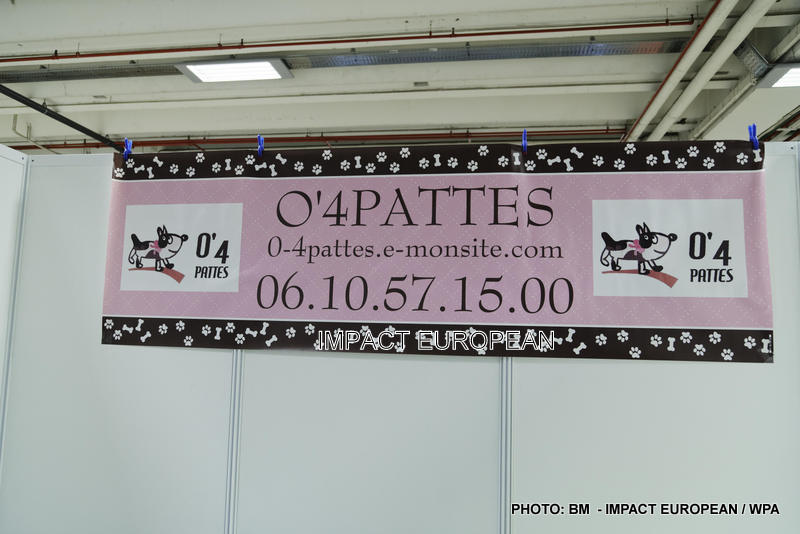 O'4PATTES
0-4pattes.e-monsite.com
06.10.57.15.00
O'4
PATTES
O'4
PATTES
IMPACT EUROPEAN
PHOTO: BM - IMPACT EUROPEAN / WPA